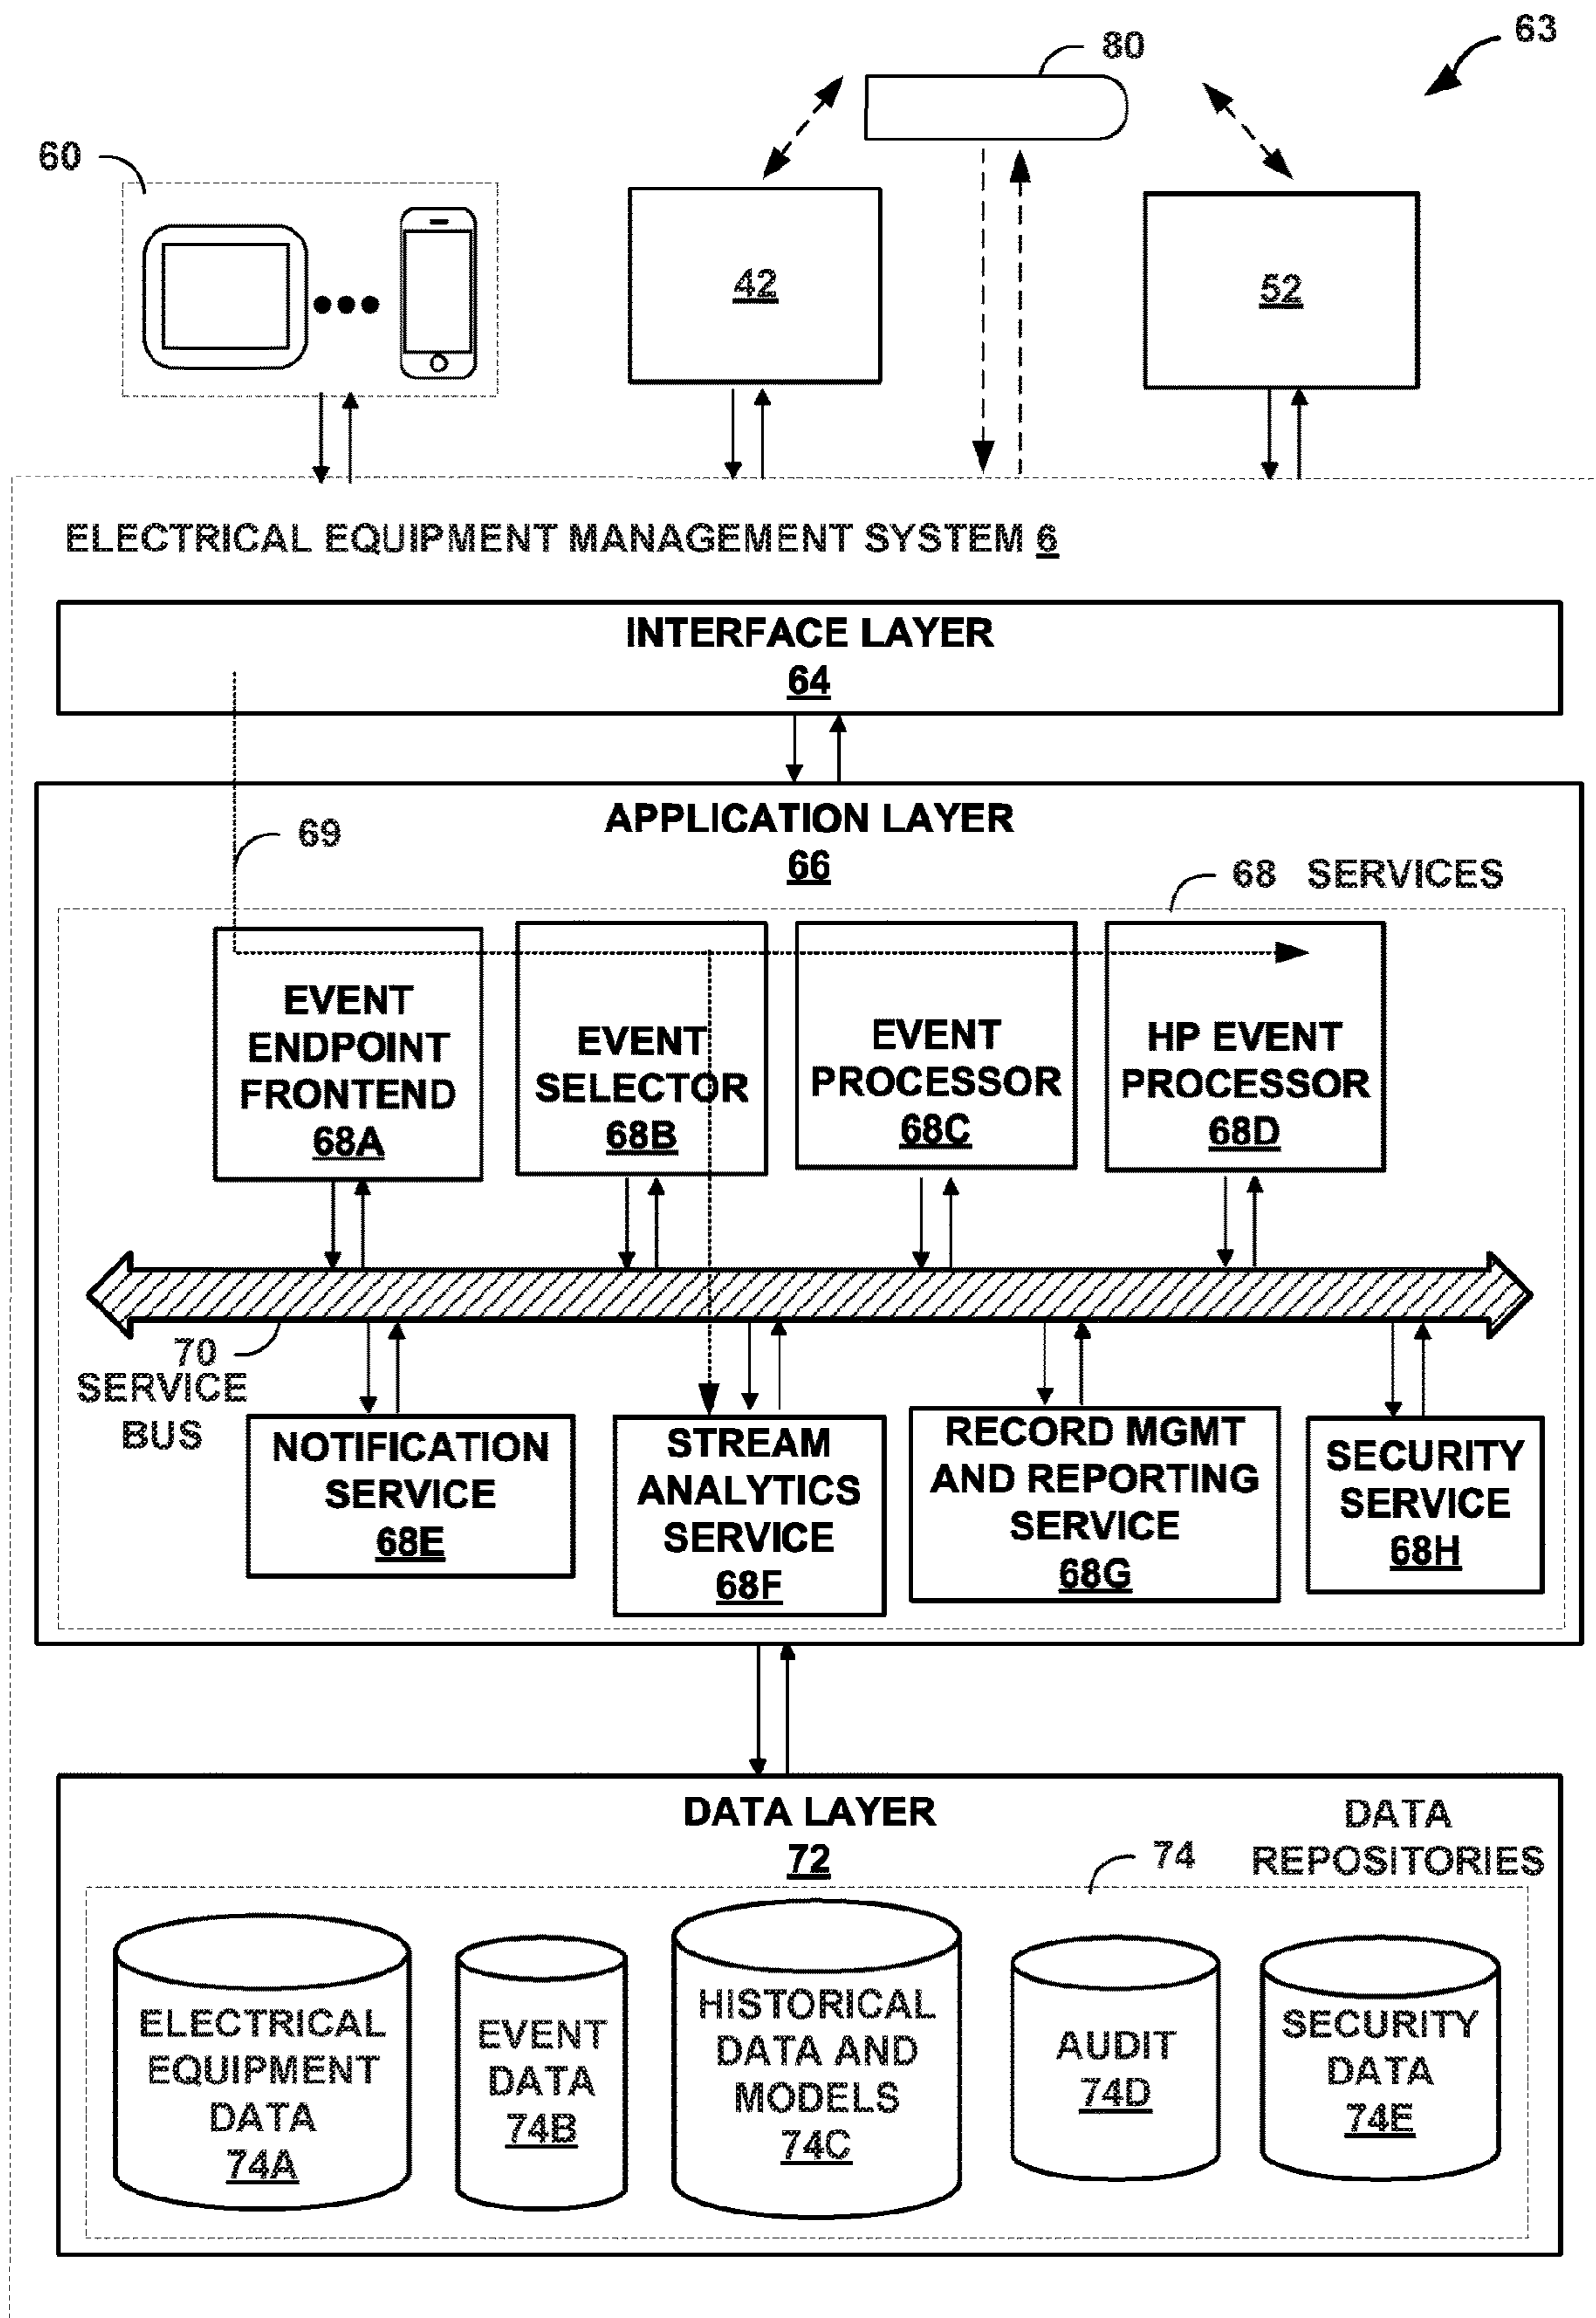 63
80
60
42
52
ELECTRICAL EQUIPMENT MANAGEMENT SYSTEM 6
INTERFACE LAYER
64
APPLICATION LAYER
66
69
68 SERVICES
EVENT
ENDPOINT
FRONTEND
68A
EVENT
SELECTOR
68B
EVENT
PROCESSOR
68C
HP EVENT
PROCESSOR
68D
70
SERVICE
BUS
NOTIFICATION
SERVICE
68E
STREAM
ANALYTICS
SERVICE
68F
RECORD MGMT
AND REPORTING
SERVICE
68G
SECURITY
SERVICE
68H
DATA LAYER
72
74
DATA
REPOSITORIES
ELECTRICAL
EQUIPMENT
DATA
74A
EVENT
DATA
74B
HISTORICAL
DATA AND
MODELS
74C
AUDIT
74D
SECURITY
DATA
74E